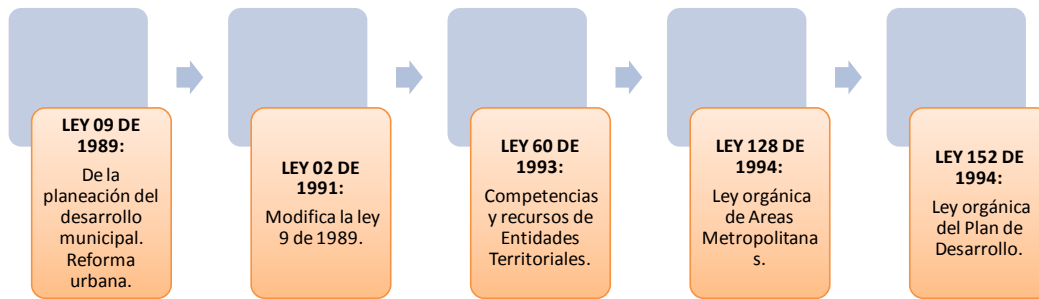 LEY 09 DE
1989:
De la
planeación del
desarrollo
municipal.
Reforma
urbana.
LEY 02 DE
1991:
Modifica la ley
9 de 1989.
LEY 60 DE
1993:
Competencias
y recursos de
Entidades
Territoriales.
LEY 128 DE
1994:
Ley orgánica
de Areas
Metropolitana
s.
LEY 152 DE
1994:
Ley orgánica
del Plan de
Desarrollo.